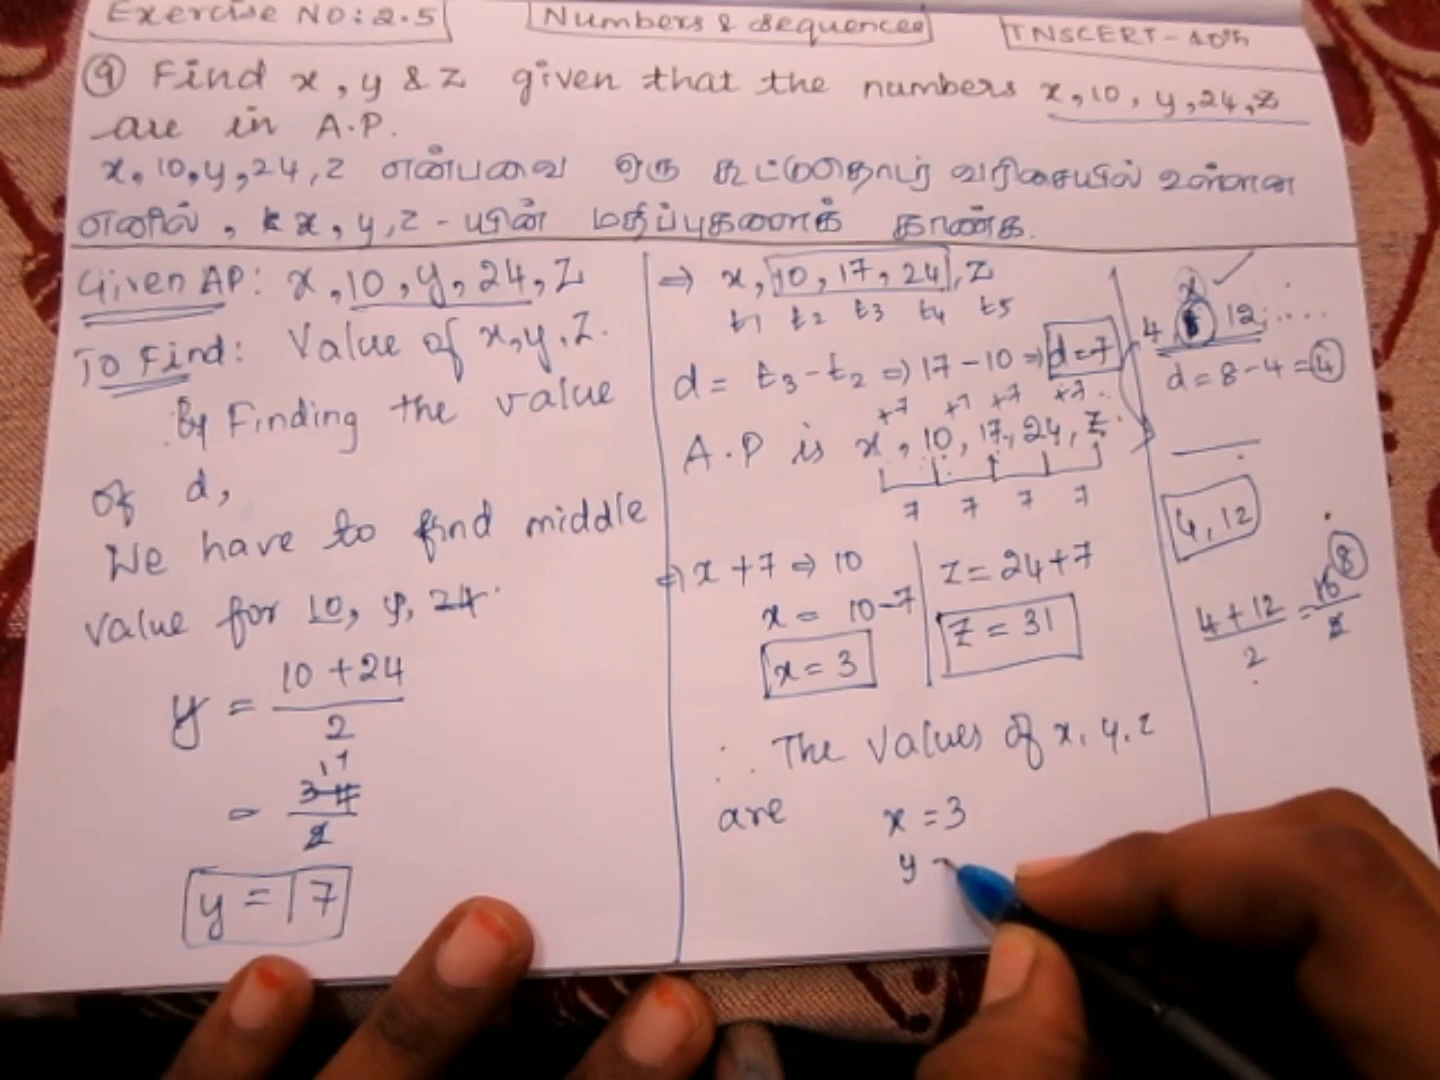 Exercise NO: 2.5
Numbers & Sequences
TNSCERT - 10th
⑨ Find x, y & z given that the numbers x, 10, y, 24, z
are in A.P.
x, 10, y, 24, z என்பவை ஒரு கூட்டுத்தொடர் வரிசையில் உள்ளன
எனில், x, y, z - யின் மதிப்புகளைக் காண்க.
Given AP: x, 10, y, 24, z
To Find: Value of x, y, z.
By Finding the value
of d,
We have to find middle
value for 10, y, 24.
y = 10 + 24
2
17
= 34
2
y = 17
⇒ x, 10, 17, 24, z
t1 t2 t3 t4 t5
d = t3 - t2 ⇒ 17 - 10 ⇒ d = 7
+7 +7 +7 +7
A.P is x, 10, 17, 24, z
7 7 7 7
⇒ x + 7 ⇒ 10
x = 10 - 7
x = 3
z = 24 + 7
z = 31
∴ The values of x, y, z
are x = 3
y
x ✓
4, 8, 12, ....
d = 8 - 4 = 4
4, 12
4 + 12 = 16 8
2 2